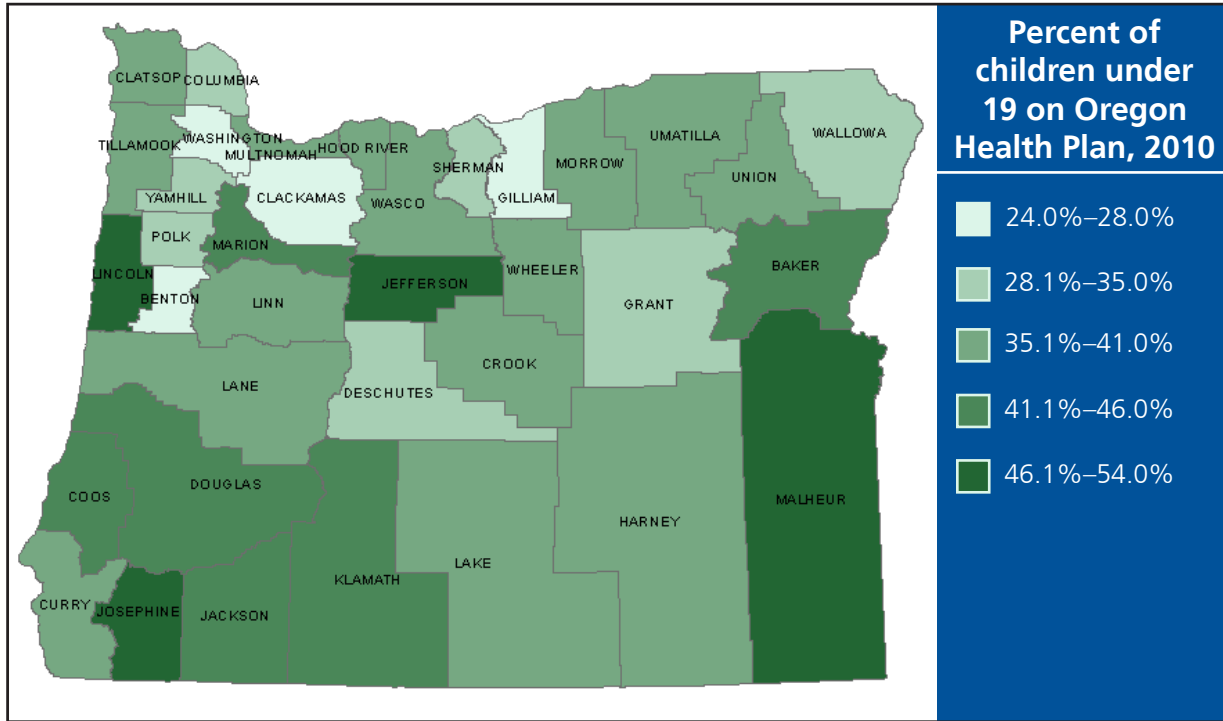 Percent of
children under
19 on Oregon
Health Plan, 2010
24.0%–28.0%
28.1%–35.0%
35.1%–41.0%
41.1%–46.0%
46.1%–54.0%
CLATSOP
COLUMBIA
TILLAMOOK
WASHINGTON
MULTNOMAH
HOOD RIVER
SHERMAN
GILLIAM
MORROW
UMATILLA
UNION
WALLOWA
YAMHILL
CLACKAMAS
WASCO
POLK
MARION
LINCOLN
BENTON
LINN
JEFFERSON
WHEELER
GRANT
BAKER
LANE
DESCHUTES
CROOK
COOS
DOUGLAS
HARNEY
MALHEUR
CURRY
JOSEPHINE
JACKSON
KLAMATH
LAKE